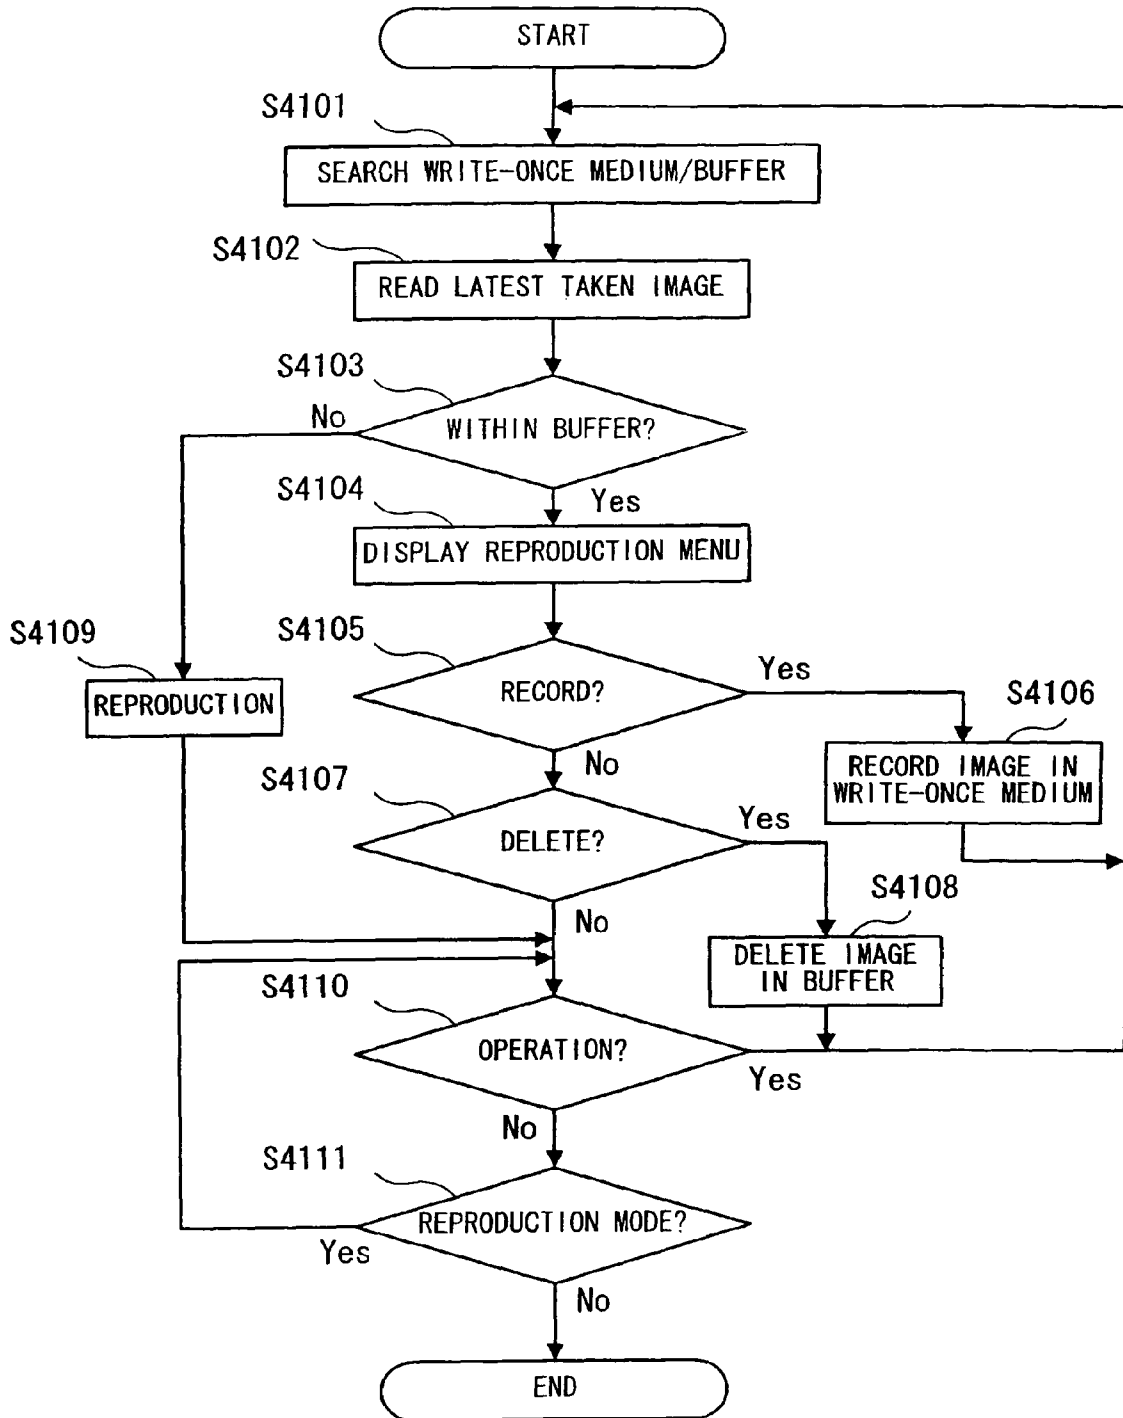 START
S4101
SEARCH WRITE-ONCE MEDIUM/BUFFER
S4102
READ LATEST TAKEN IMAGE
S4103
No
WITHIN BUFFER?
Yes
S4104
DISPLAY REPRODUCTION MENU
S4109
REPRODUCTION
S4105
RECORD?
Yes
No
S4106
RECORD IMAGE IN
WRITE-ONCE MEDIUM
S4107
DELETE?
Yes
No
S4108
DELETE IMAGE
IN BUFFER
S4110
OPERATION?
Yes
No
S4111
REPRODUCTION MODE?
Yes
No
END